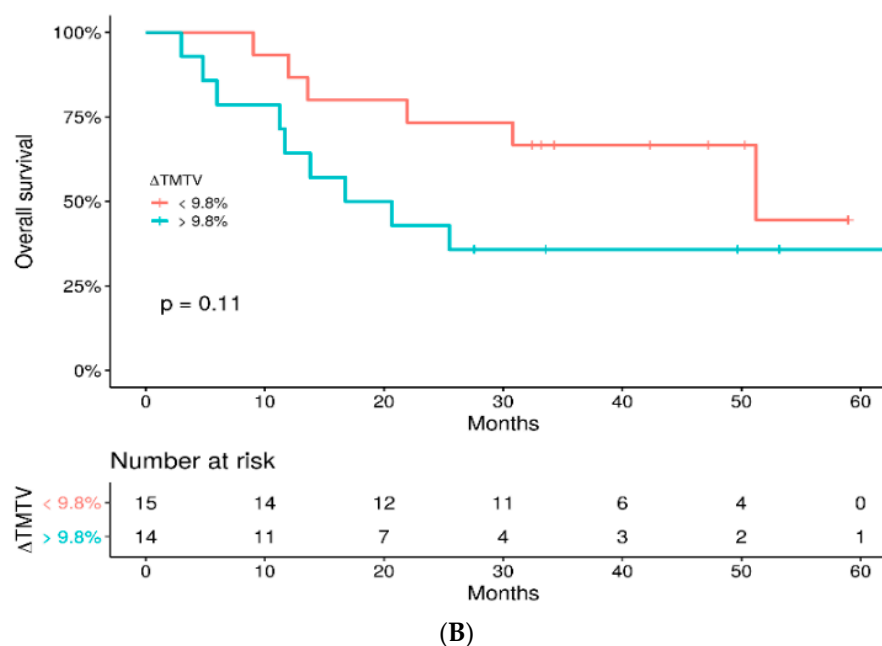 100%
75%
50%
25%
0%
Overall survival
ΔTMTV
< 9.8%
> 9.8%
p = 0.11
0 10 20 30 40 50 60
Months
Number at risk
ΔTMTV
< 9.8% 15 14 12 11 6 4 0
> 9.8% 14 11 7 4 3 2 1
0 10 20 30 40 50 60
Months
(B)